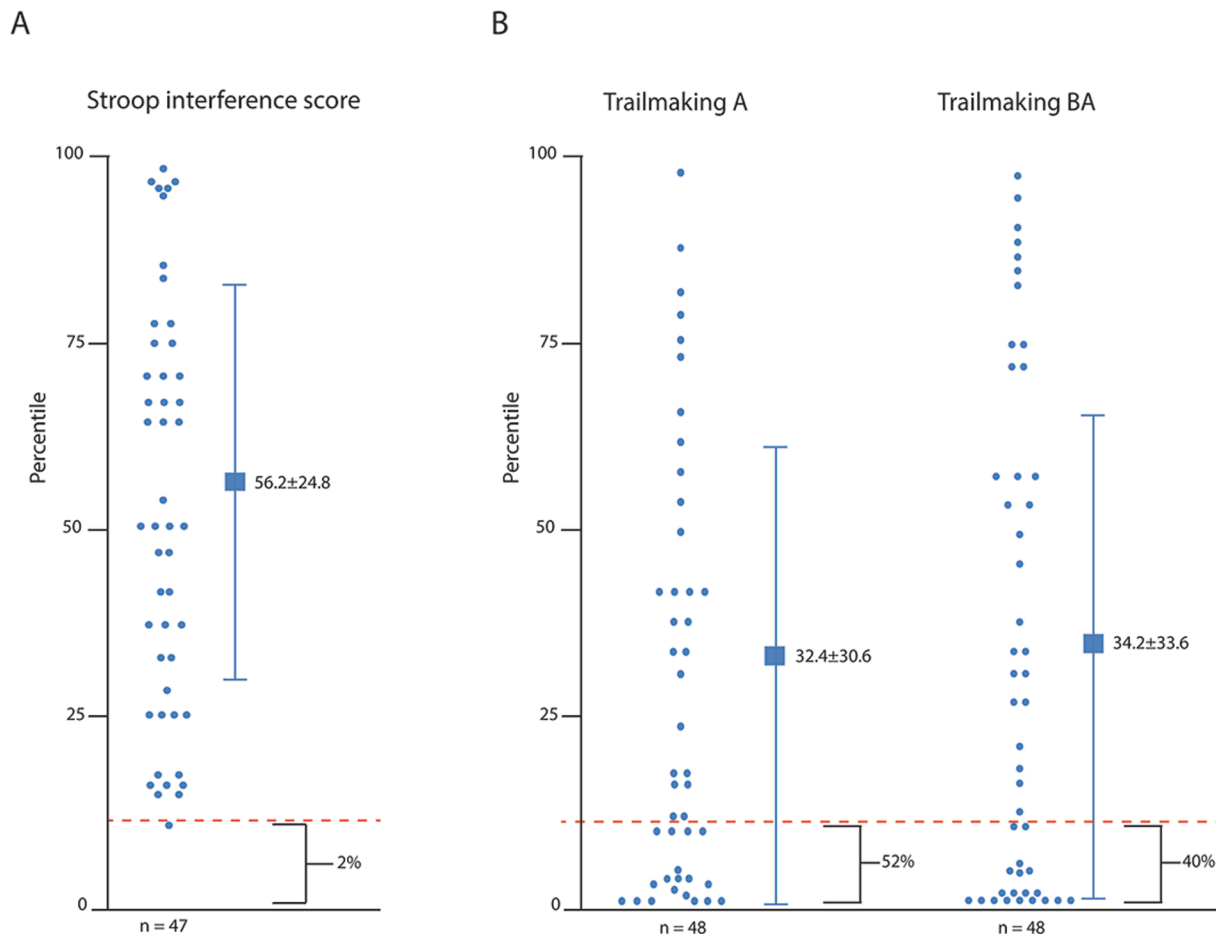 A
B
Stroop interference score
Trailmaking A
Trailmaking BA
100
75
50
25
0
Percentile
56.2±24.8
2%
n = 47
100
75
50
25
0
Percentile
32.4±30.6
52%
n = 48
34.2±33.6
40%
n = 48